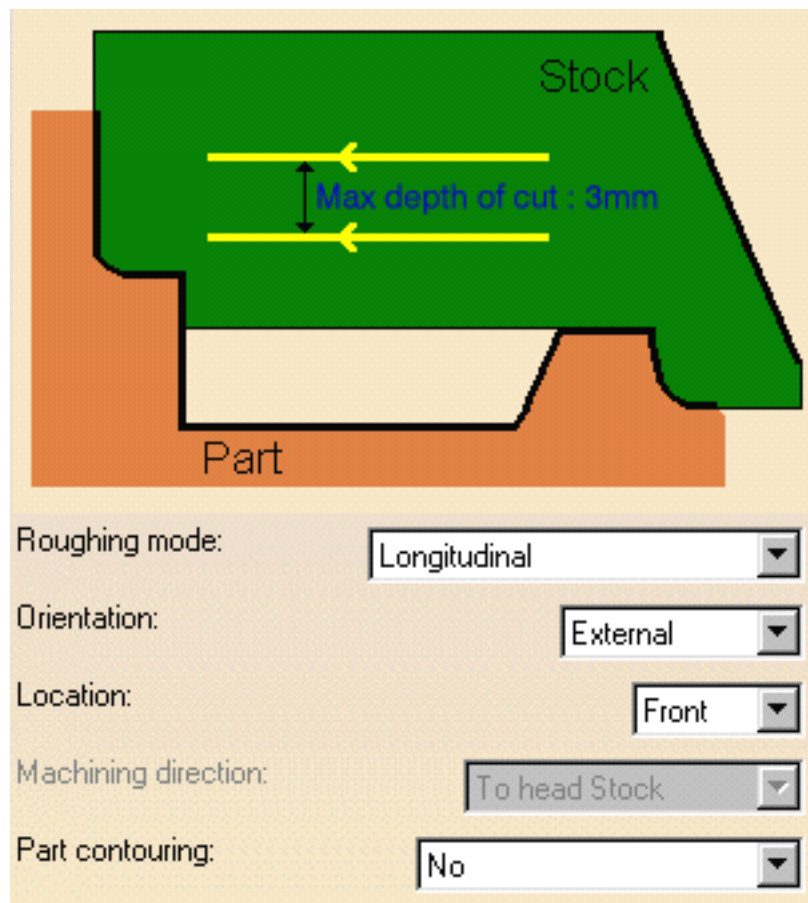 Stock
Max depth of cut : 3mm
Part
Roughing mode: Longitudinal
Orientation: External
Location: Front
Machining direction: To head Stock
Part contouring: No